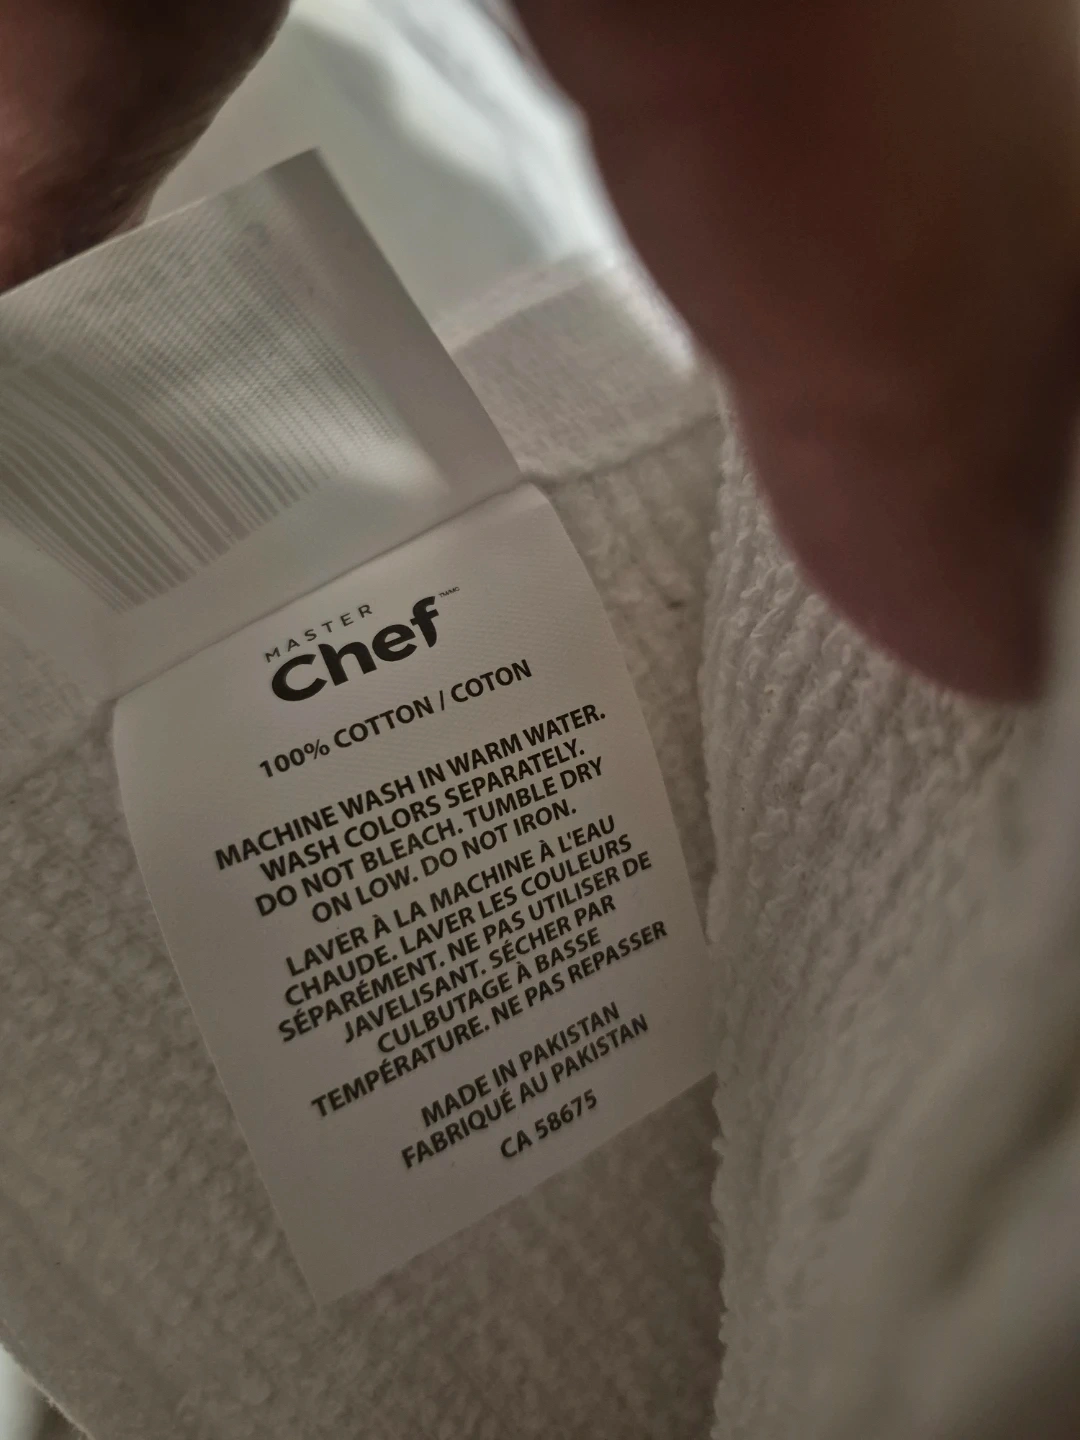 MASTER
Chef TM/MC
100% COTTON / COTON
MACHINE WASH IN WARM WATER.
WASH COLORS SEPARATELY.
DO NOT BLEACH. TUMBLE DRY
ON LOW. DO NOT IRON.
LAVER À LA MACHINE À L'EAU
CHAUDE. LAVER LES COULEURS
SÉPARÉMENT. NE PAS UTILISER DE
JAVELISANT. SÉCHER PAR
CULBUTAGE À BASSE
TEMPÉRATURE. NE PAS REPASSER
MADE IN PAKISTAN
FABRIQUÉ AU PAKISTAN
CA 58675